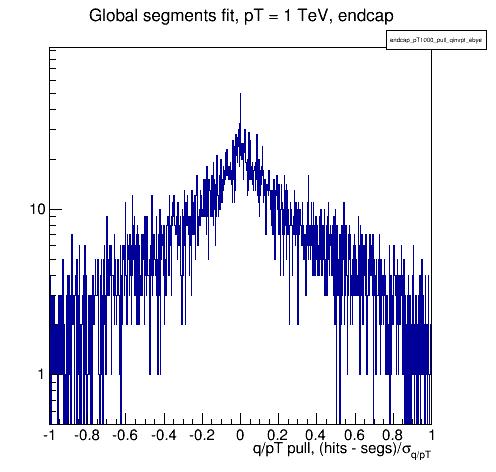 Global segments fit, pT = 1 TeV, endcap
endcap_pT1000_pull_qinvpt_ebye
10
1
-1 -0.8 -0.6 -0.4 -0.2 0 0.2 0.4 0.6 0.8 1
q/pT pull, (hits - segs)/σq/pT